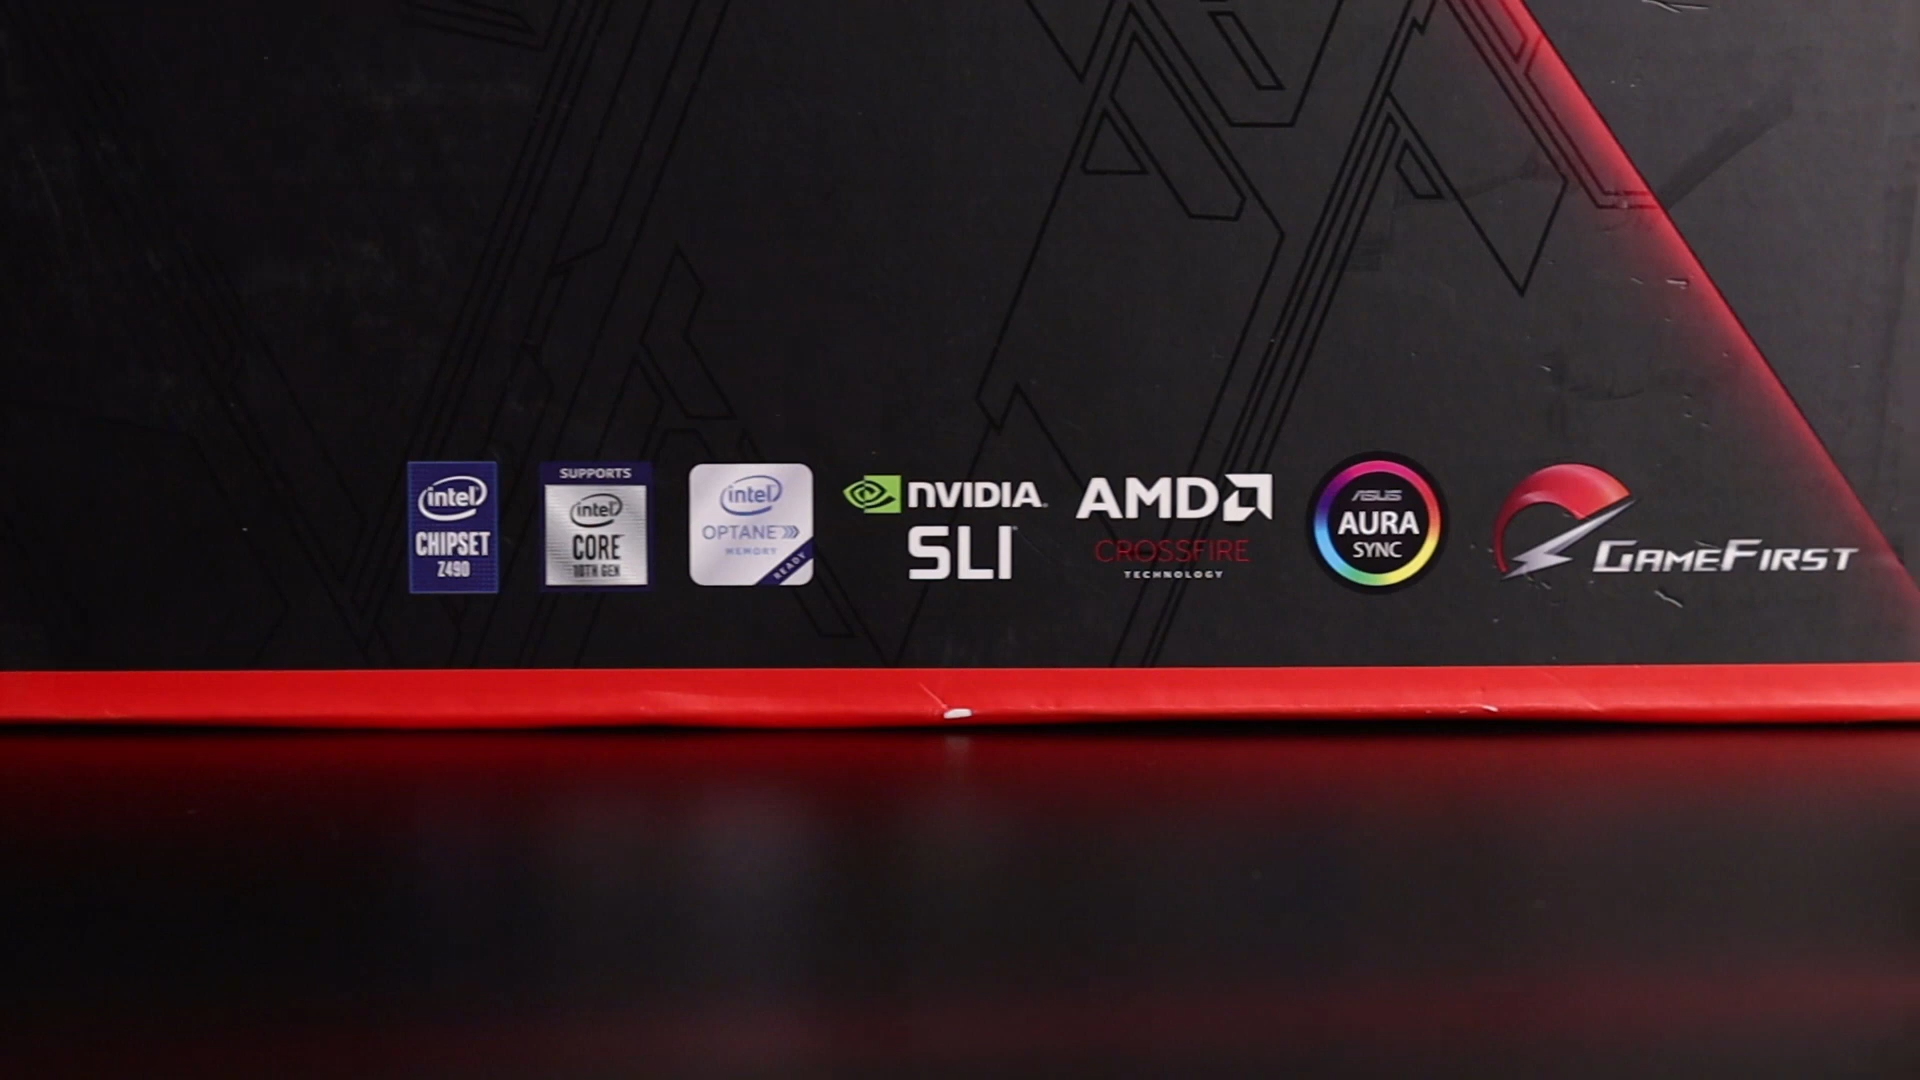 intel
CHIPSET
Z490
SUPPORTS
intel
CORE
10TH GEN
intel
OPTANE
MEMORY
READY
NVIDIA
SLI
AMD
CROSSFIRE
TECHNOLOGY
ASUS
AURA
SYNC
GAMEFIRST